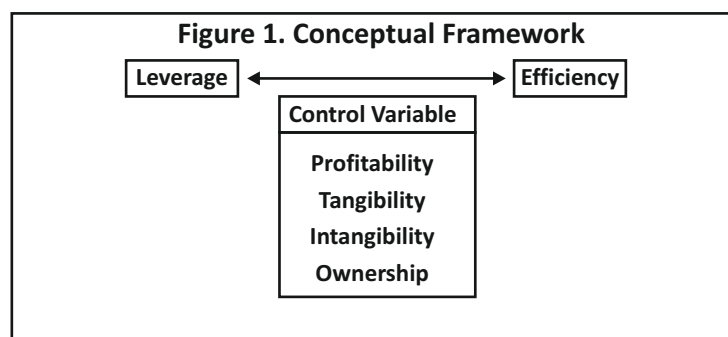 Figure 1. Conceptual Framework
Leverage Efficiency
Control Variable
Profitability
Tangibility
Intangibility
Ownership